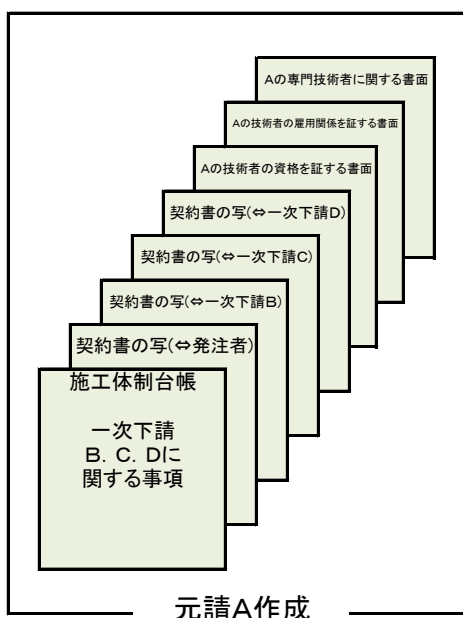 Aの専門技術者に関する書面
Aの技術者の雇用関係を証する書面
Aの技術者の資格を証する書面
契約書の写(⇔一次下請D)
契約書の写(⇔一次下請C)
契約書の写(⇔一次下請B)
契約書の写(⇔発注者)
施工体制台帳
一次下請
B．C．Dに
関する事項
元請A作成